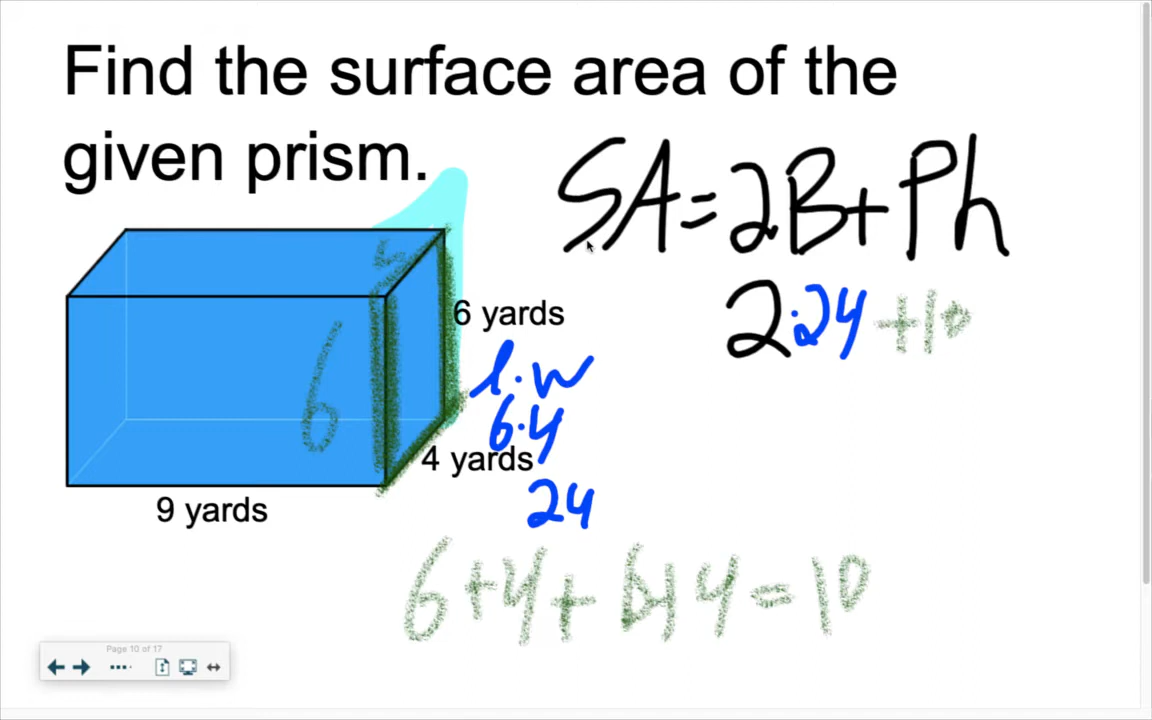 Find the surface area of the
given prism.
SA=2B+Ph
2·24 +10
6 yards
l·w
6
6·4
4 yards
24
9 yards
6+4+6+4=10
Page 10 of 17